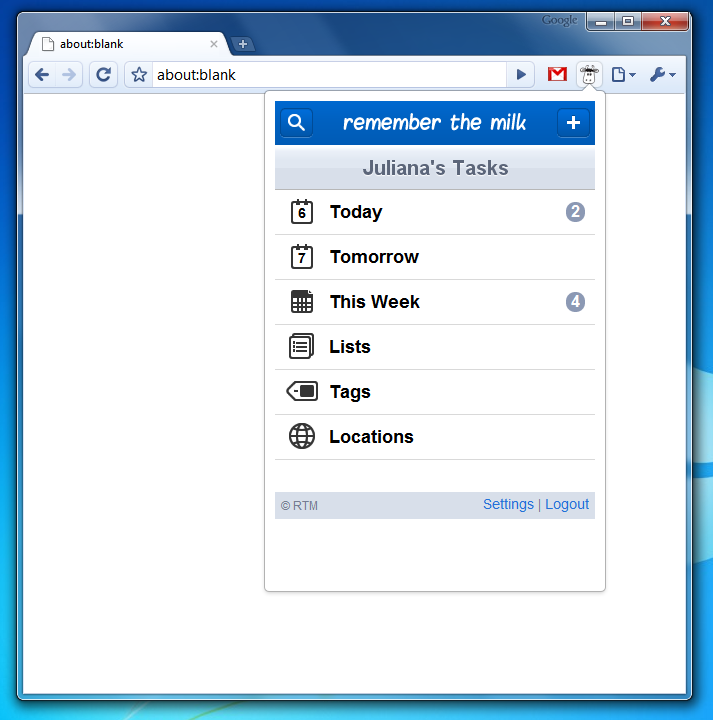 Google
about:blank
about:blank
remember the milk
Juliana's Tasks
6 Today 2
7 Tomorrow
This Week 4
Lists
Tags
Locations
© RTM Settings | Logout